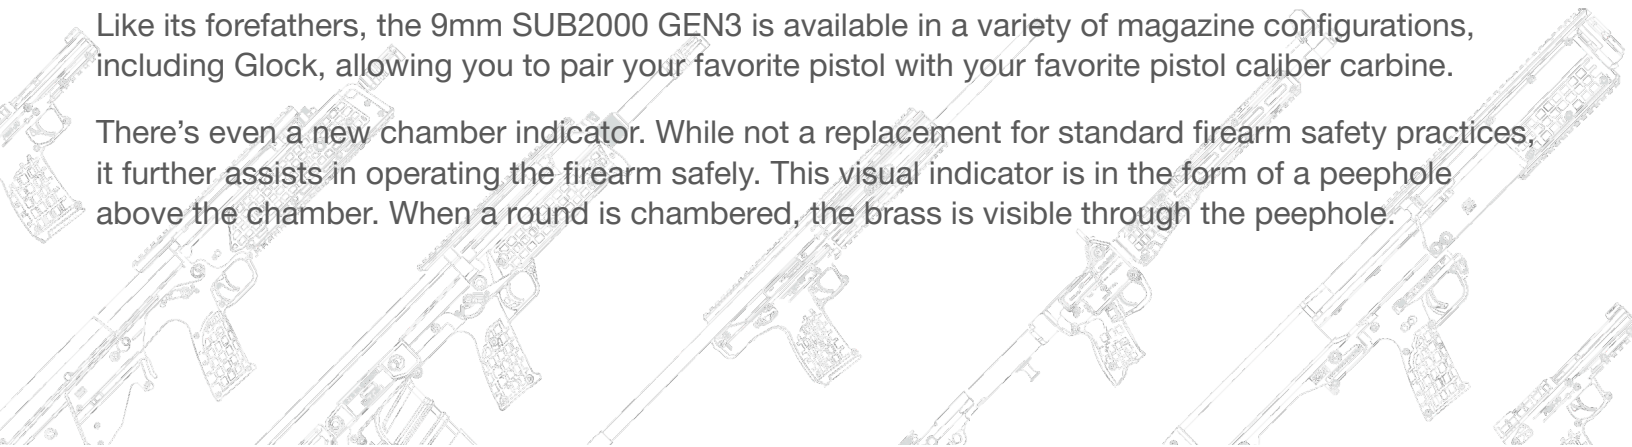 Like its forefathers, the 9mm SUB2000 GEN3 is available in a variety of magazine configurations,
including Glock, allowing you to pair your favorite pistol with your favorite pistol caliber carbine.
There’s even a new chamber indicator. While not a replacement for standard firearm safety practices,
it further assists in operating the firearm safely. This visual indicator is in the form of a peephole
above the chamber. When a round is chambered, the brass is visible through the peephole.